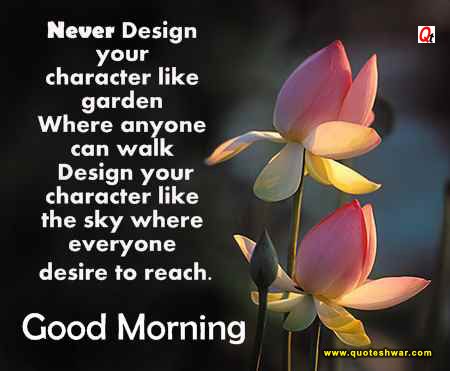 Never Design
your
character like
garden
Where anyone
can walk
Design your
character like
the sky where
everyone
desire to reach.
Good Morning
Qt
www.quoteshwar.com